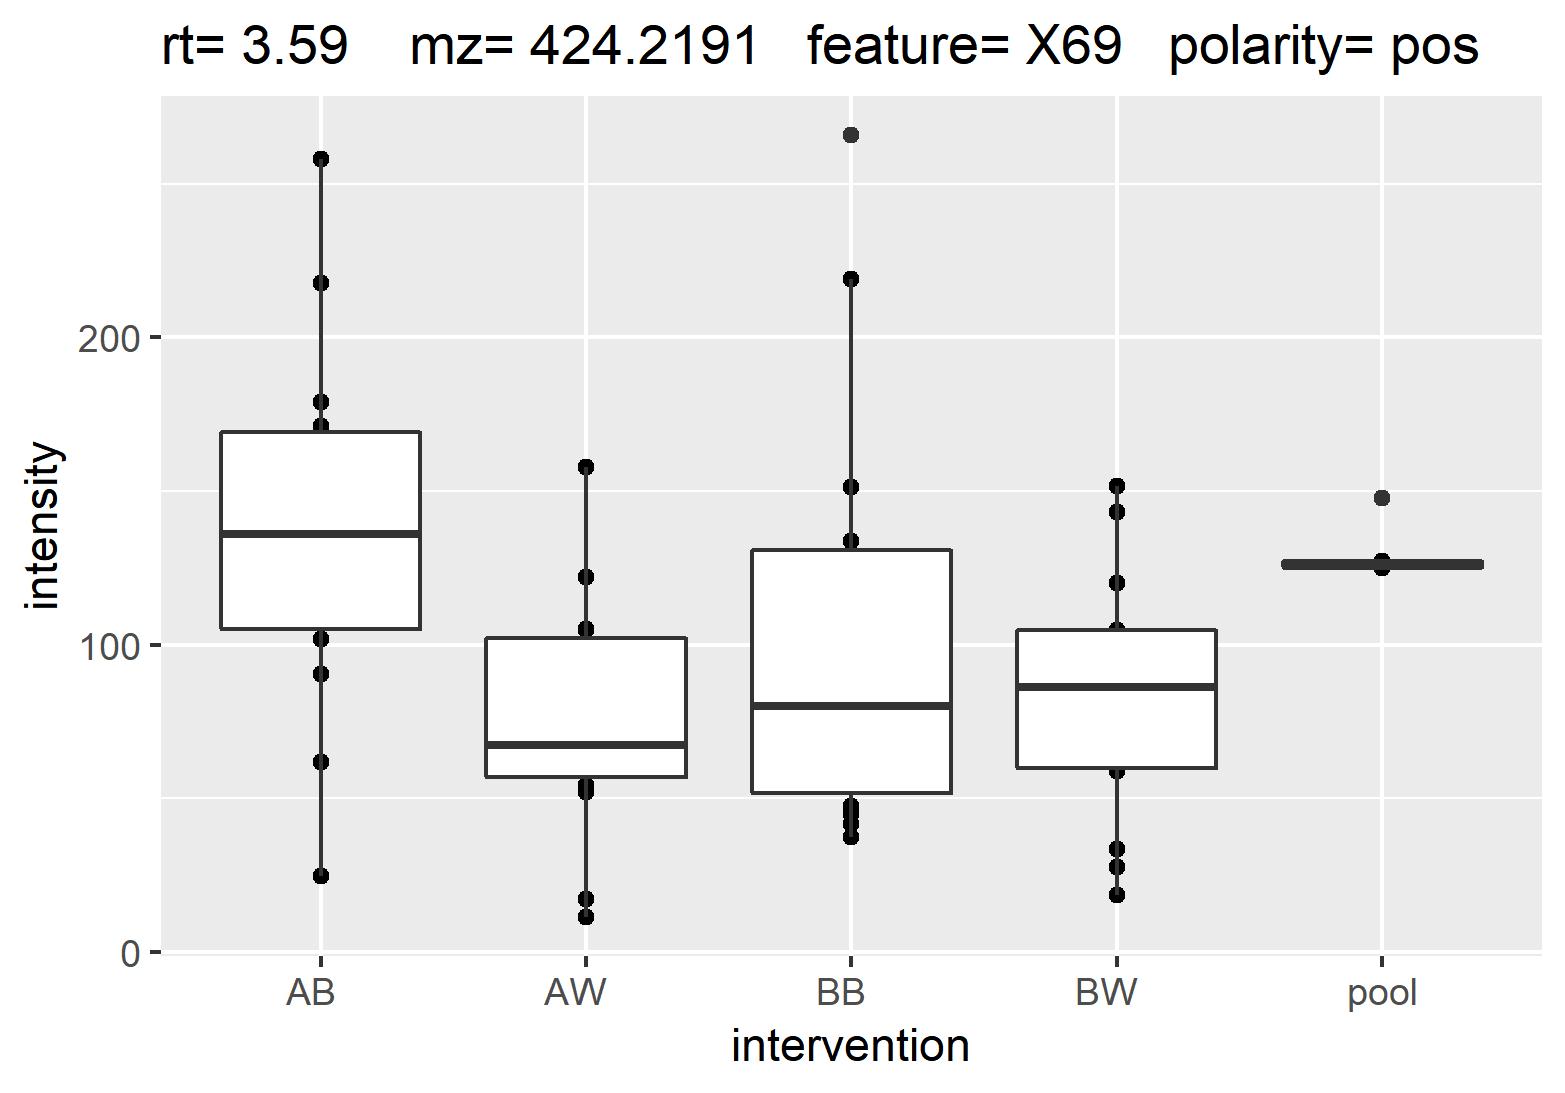 rt= 3.59 mz= 424.2191 feature= X69 polarity= pos
intensity
200
100
0
AB AW BB BW pool
intervention